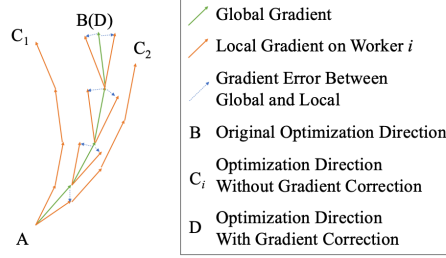 C1
B(D)
C2
A
Global Gradient
Local Gradient on Worker i
Gradient Error Between
Global and Local
B Original Optimization Direction
Ci Optimization Direction
Without Gradient Correction
D Optimization Direction
With Gradient Correction